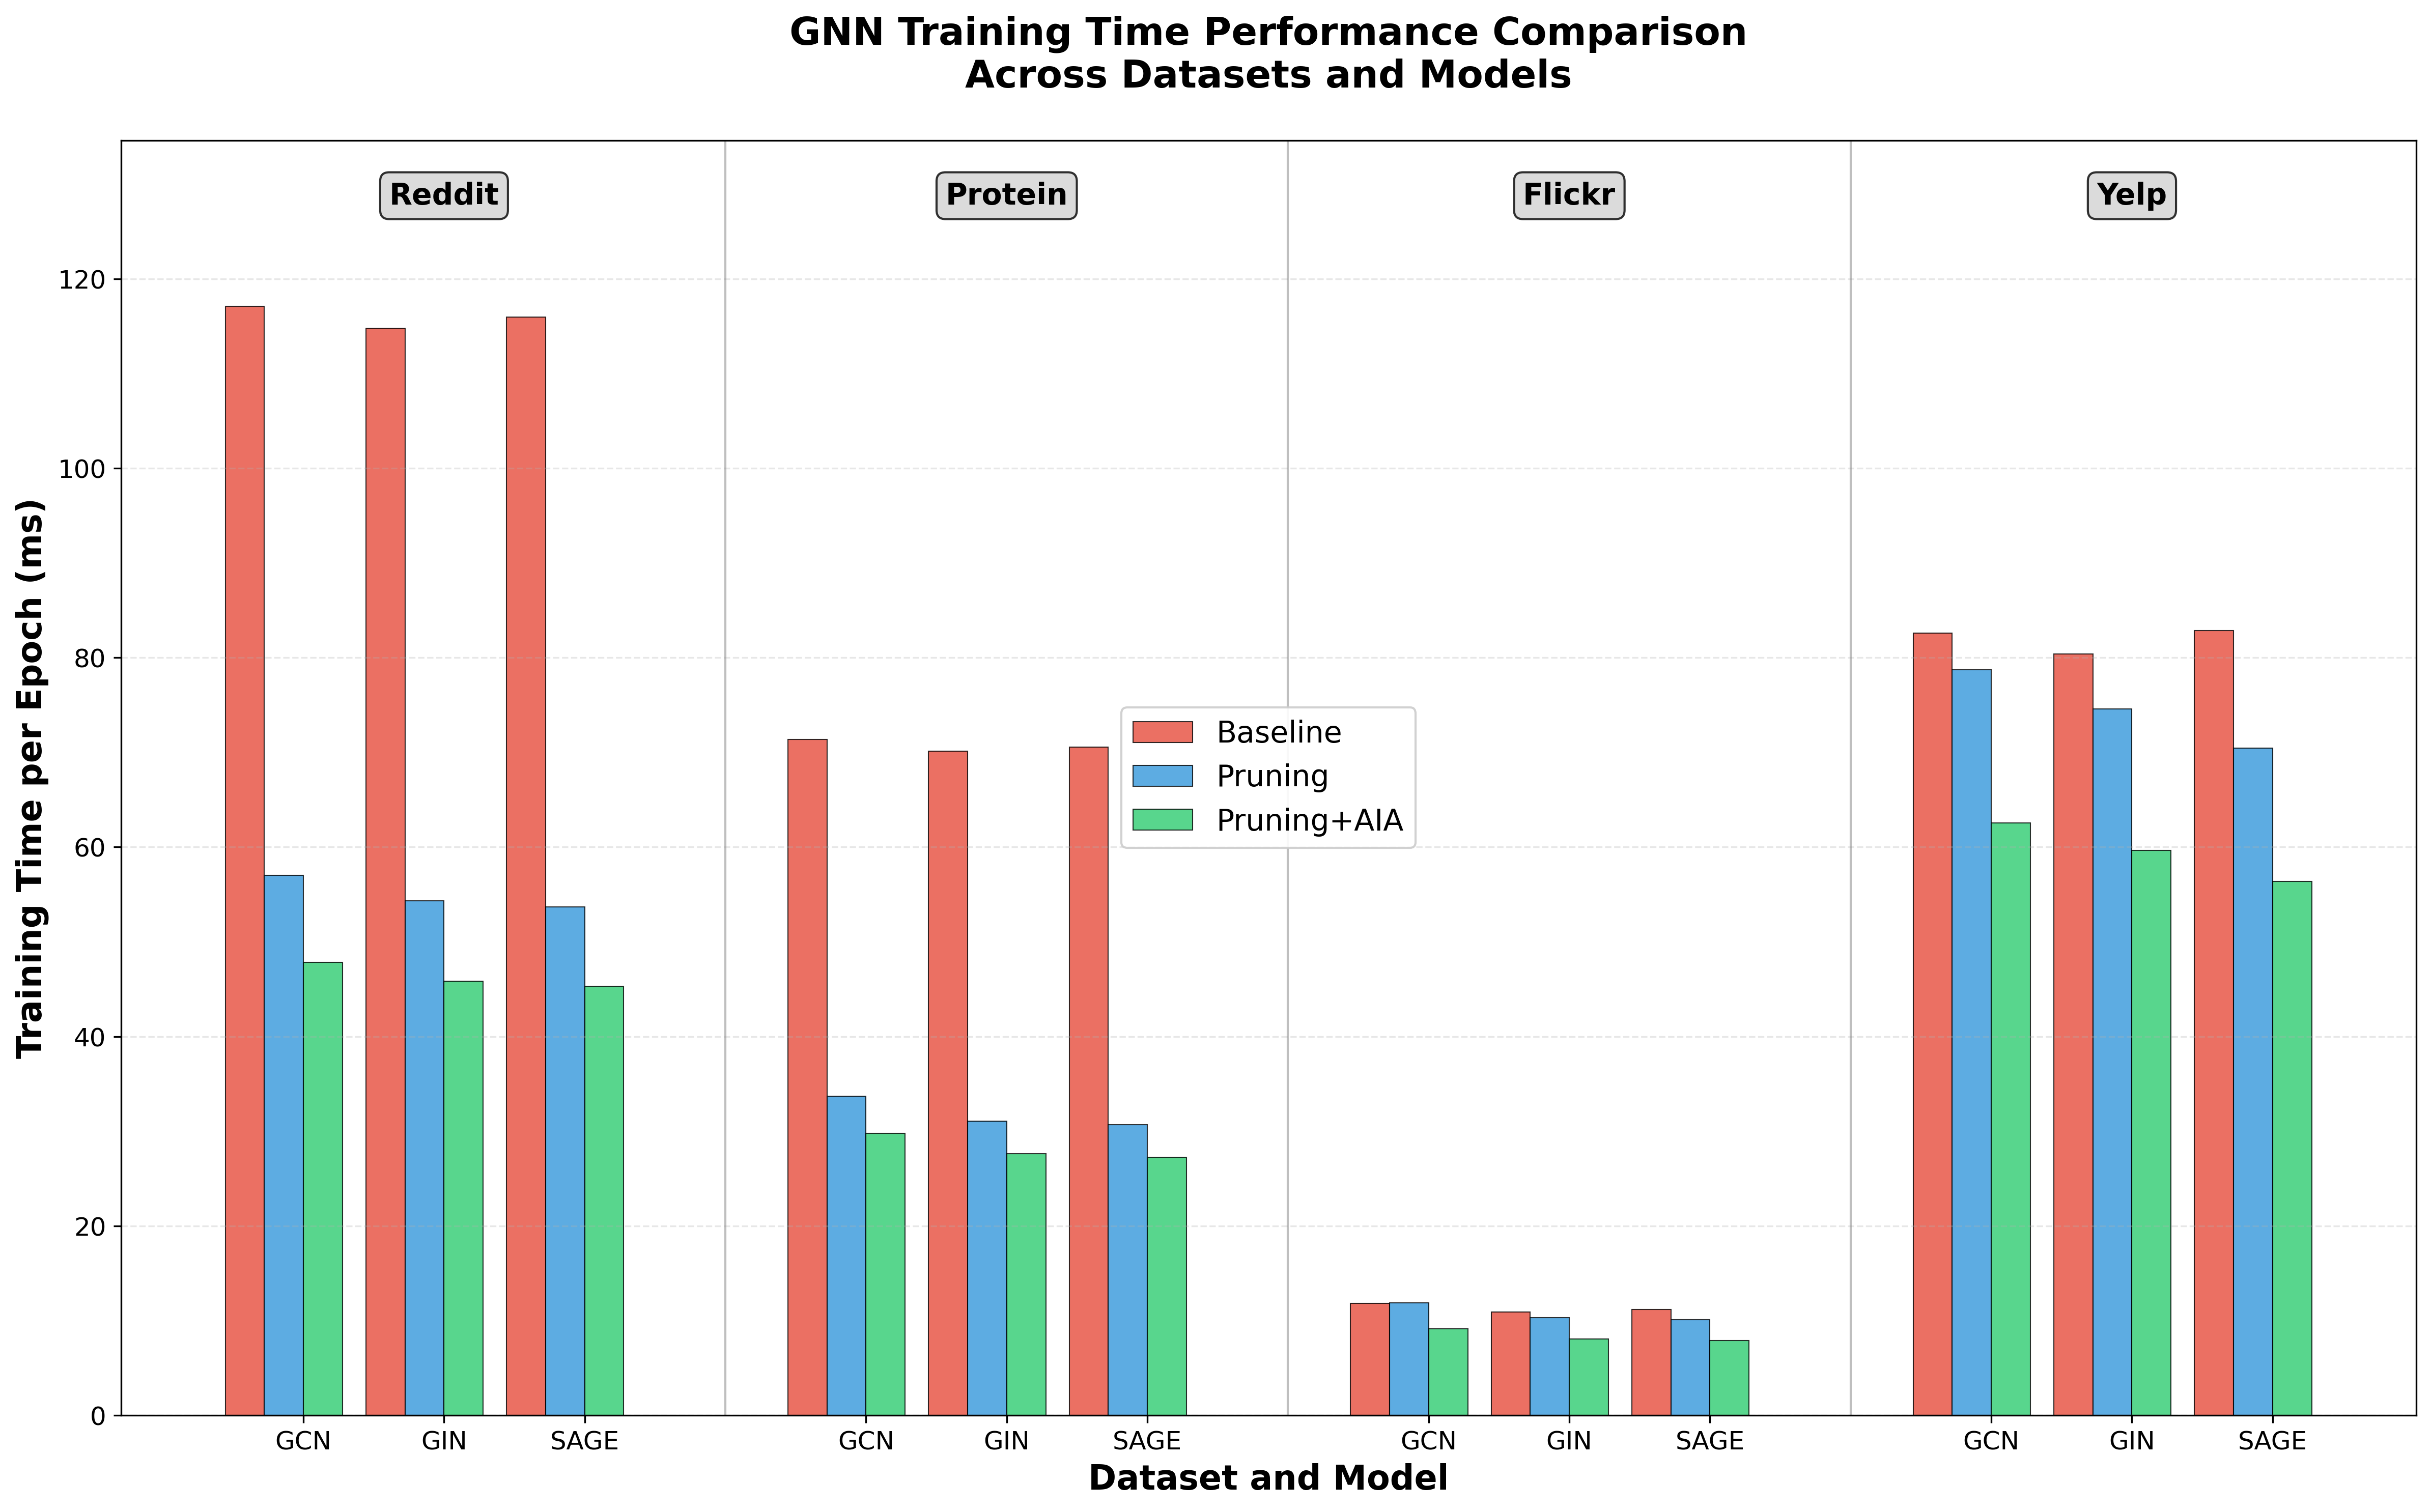 GNN Training Time Performance Comparison
Across Datasets and Models
Reddit
Protein
Flickr
Yelp
Training Time per Epoch (ms)
120
100
80
60
40
20
0
Baseline
Pruning
Pruning+AIA
GCN GIN SAGE GCN GIN SAGE GCN GIN SAGE GCN GIN SAGE
Dataset and Model